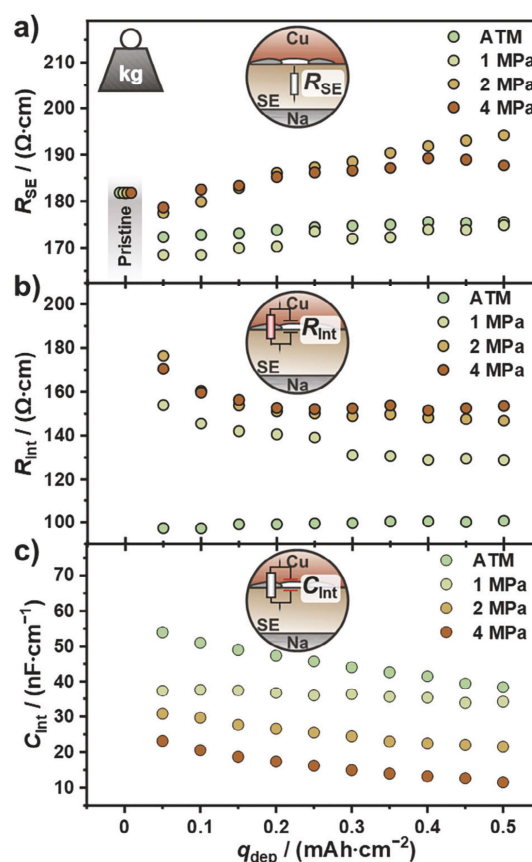 a)
kg
Cu
R_SE
SE
Na
ATM
1 MPa
2 MPa
4 MPa
R_SE / (Ω·cm)
210
200
190
180
170
Pristine
b)
Cu
R_Int
SE
Na
ATM
1 MPa
2 MPa
4 MPa
R_Int / (Ω·cm)
200
180
160
140
120
100
c)
Cu
C_Int
SE
Na
ATM
1 MPa
2 MPa
4 MPa
C_Int / (nF·cm⁻¹)
70
60
50
40
30
20
10
0 0.1 0.2 0.3 0.4 0.5
q_dep / (mAh·cm⁻²)